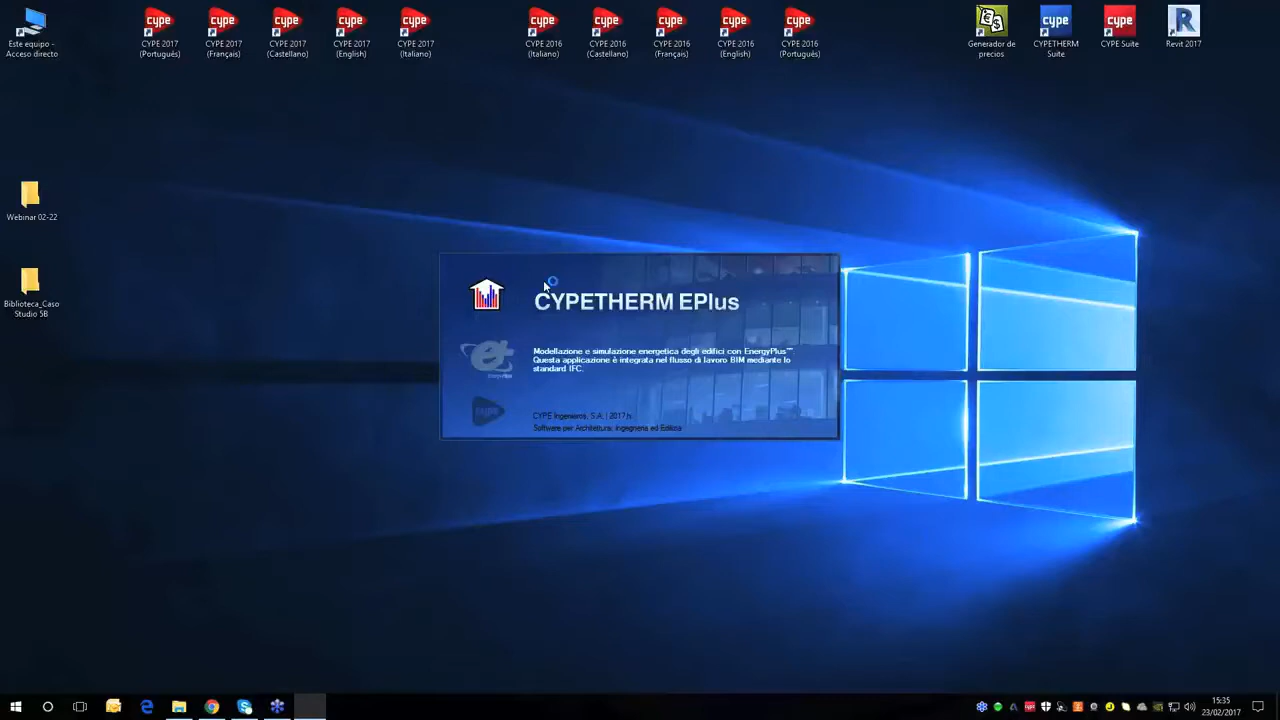 Este equipo -
Acceso directo
CYPE 2017
(Português)
CYPE 2017
(Français)
CYPE 2017
(Castellano)
CYPE 2017
(English)
CYPE 2017
(Italiano)
CYPE 2016
(Italiano)
CYPE 2016
(Castellano)
CYPE 2016
(Français)
CYPE 2016
(English)
CYPE 2016
(Português)
Generador de
precios
CYPETHERM
Suite
CYPE Suite
Revit 2017
Webinar 02-22
Biblioteca_Caso
Studio SB
CYPETHERM EPlus
Modellazione e simulazione energetica degli edifici con EnergyPlus™.
Questa applicazione è integrata nel flusso di lavoro BIM mediante lo
standard IFC.
CYPE Ingenieros, S.A. | 2017.h
Software per Architettura, Ingegneria ed Edilizia
15:35
23/02/2017